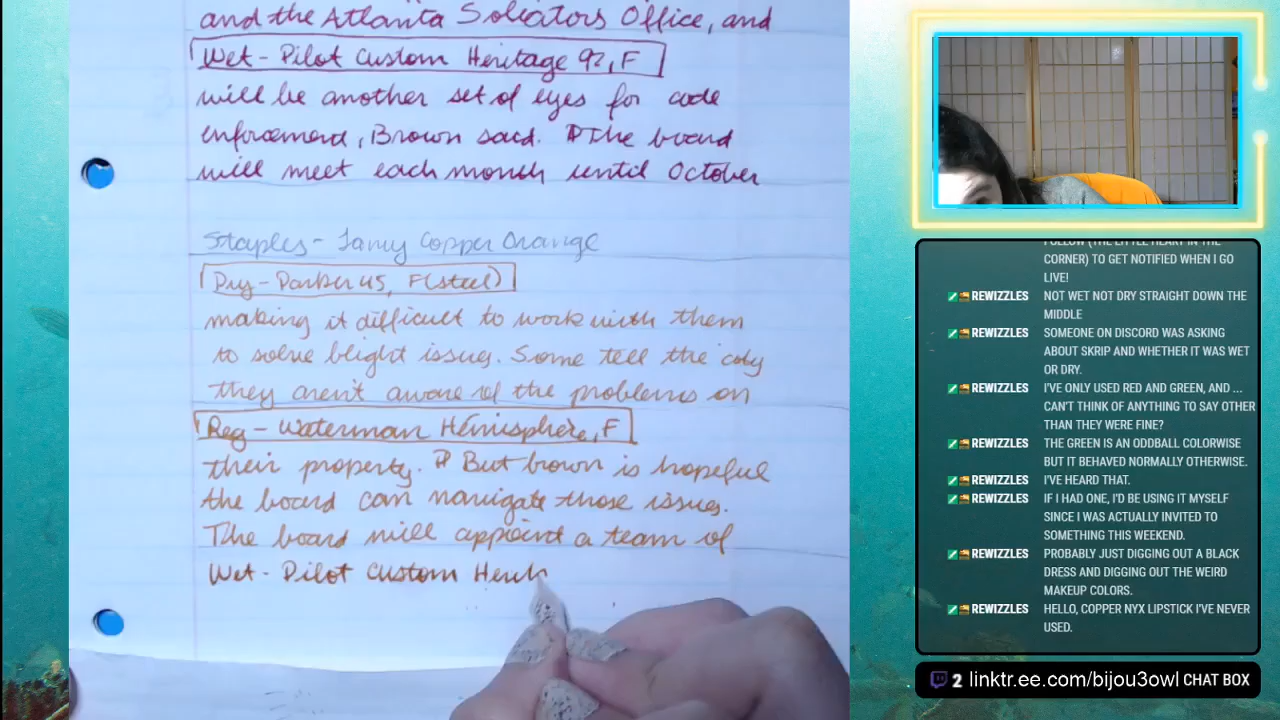 and the Atlanta Soliciators Office, and
Wet - Pilot Custom Heritage 92, F
will be another set of eyes for code
enforcement, Brown said. ¶ The board
will meet each month until October
Staples - Fancy Copper Orange
Dry - Parker 45, F (steel)
making it difficult to work with them
to solve blight issues. Some tell the city
they aren't aware of the problems on
Reg - Waterman Hémisphère, F
their property. ¶ But brown is hopeful
the board can navigate those issues.
The board will appoint a team of
Wet - Pilot Custom Herit
FOLLOW (THE LITTLE HEART IN THE
CORNER) TO GET NOTIFIED WHEN I GO
LIVE!
REWIZZLES NOT WET NOT DRY STRAIGHT DOWN THE
MIDDLE
REWIZZLES SOMEONE ON DISCORD WAS ASKING
ABOUT SKRIP AND WHETHER IT WAS WET
OR DRY.
REWIZZLES I'VE ONLY USED RED AND GREEN, AND ...
CAN'T THINK OF ANYTHING TO SAY OTHER
THAN THEY WERE FINE?
REWIZZLES THE GREEN IS AN ODDBALL COLORWISE
BUT IT BEHAVED NORMALLY OTHERWISE.
REWIZZLES I'VE HEARD THAT.
REWIZZLES IF I HAD ONE, I'D BE USING IT MYSELF
SINCE I WAS ACTUALLY INVITED TO
SOMETHING THIS WEEKEND.
REWIZZLES PROBABLY JUST DIGGING OUT A BLACK
DRESS AND DIGGING OUT THE WEIRD
MAKEUP COLORS.
REWIZZLES HELLO, COPPER NYX LIPSTICK I'VE NEVER
USED.
2 linktr.ee.com/bijou3owl CHAT BOX